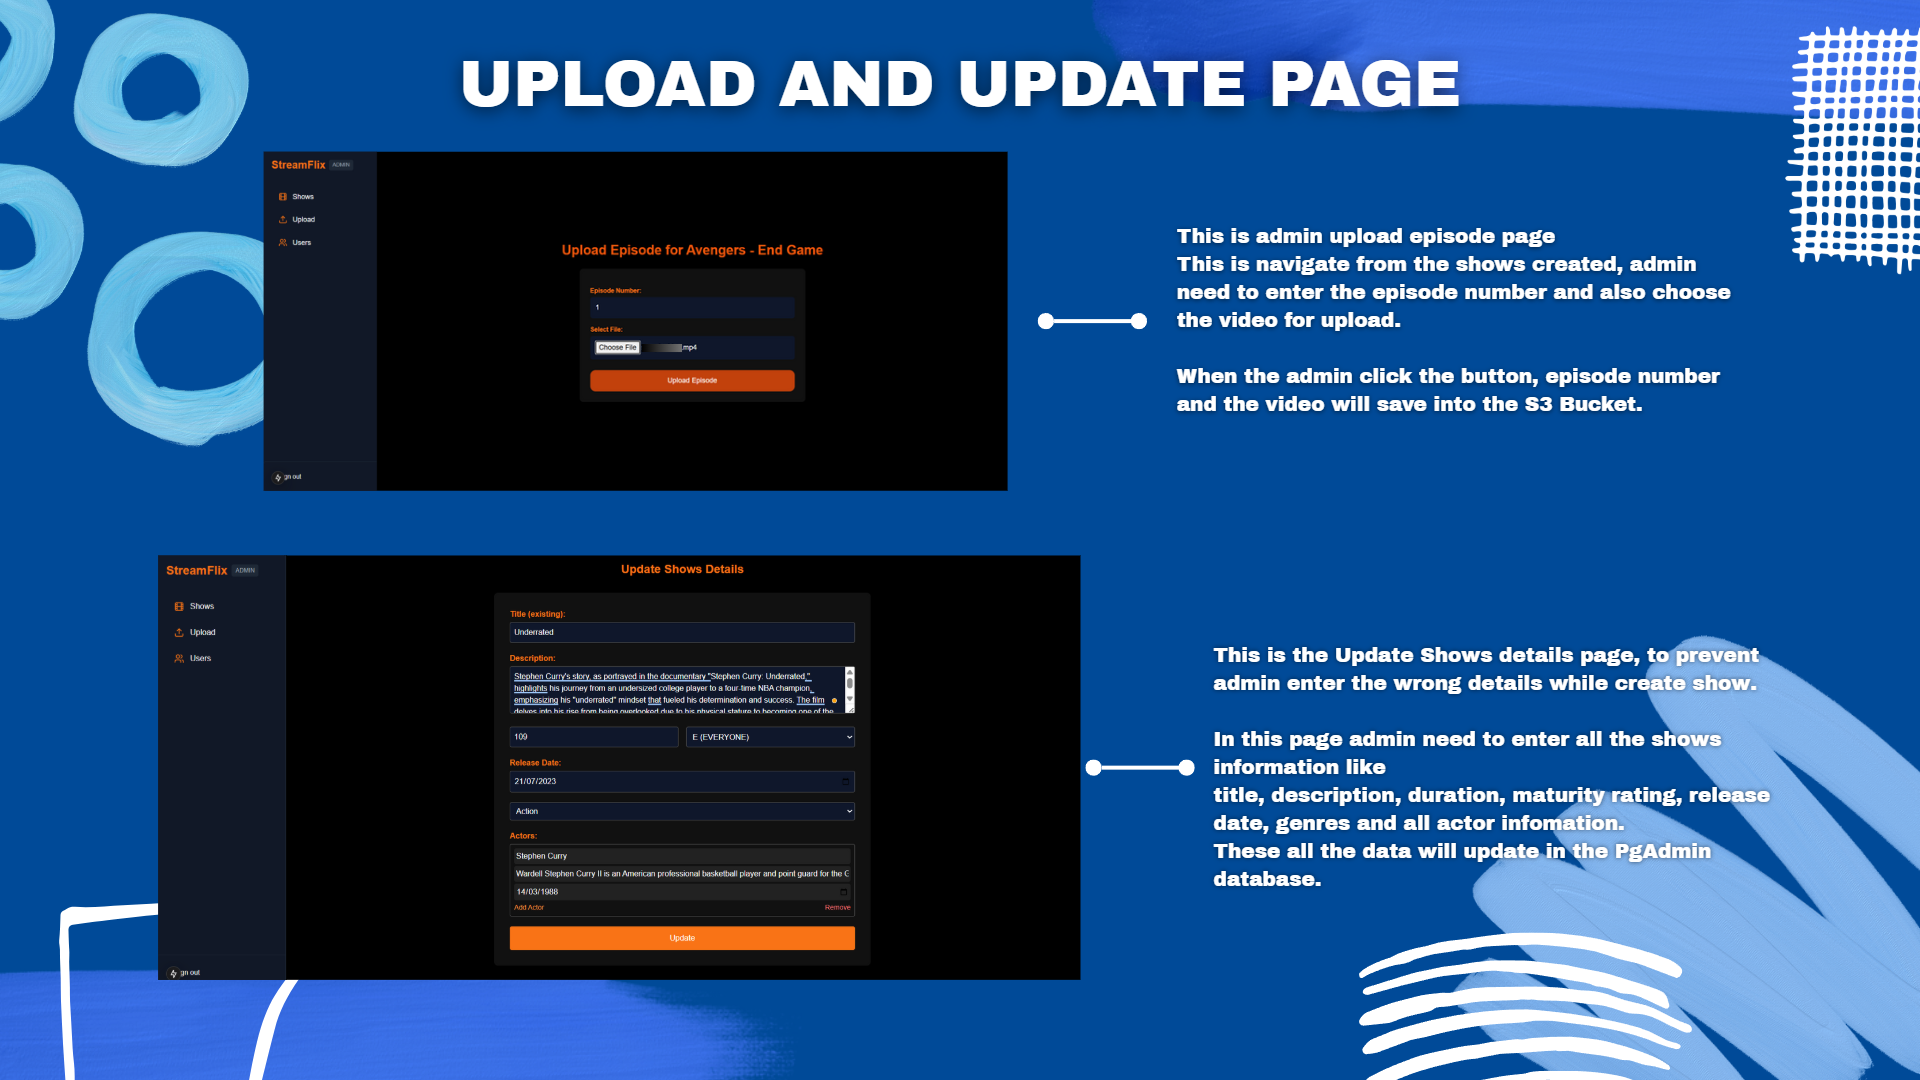 UPLOAD AND UPDATE PAGE
StreamFlix ADMIN
Shows
Upload
Users
gn out
Upload Episode for Avengers - End Game
Episode Number:
1
Select File:
Choose File .mp4
Upload Episode
This is admin upload episode page
This is navigate from the shows created, admin
need to enter the episode number and also choose
the video for upload.
When the admin click the button, episode number
and the video will save into the S3 Bucket.
StreamFlix ADMIN
Shows
Upload
Users
gn out
Update Shows Details
Title (existing):
Underrated
Description:
Stephen Curry's story, as portrayed in the documentary "Stephen Curry: Underrated,"
highlights his journey from an undersized college player to a four-time NBA champion,
emphasizing his "underrated" mindset that fueled his determination and success. The film
delves into his rise from being overlooked due to his physical stature to becoming one of the
109
E (EVERYONE)
Release Date:
21/07/2023
Action
Actors:
Stephen Curry
Wardell Stephen Curry II is an American professional basketball player and point guard for the G
14/03/1988
Add Actor Remove
Update
This is the Update Shows details page, to prevent
admin enter the wrong details while create show.
In this page admin need to enter all the shows
information like
title, description, duration, maturity rating, release
date, genres and all actor infomation.
These all the data will update in the PgAdmin
database.